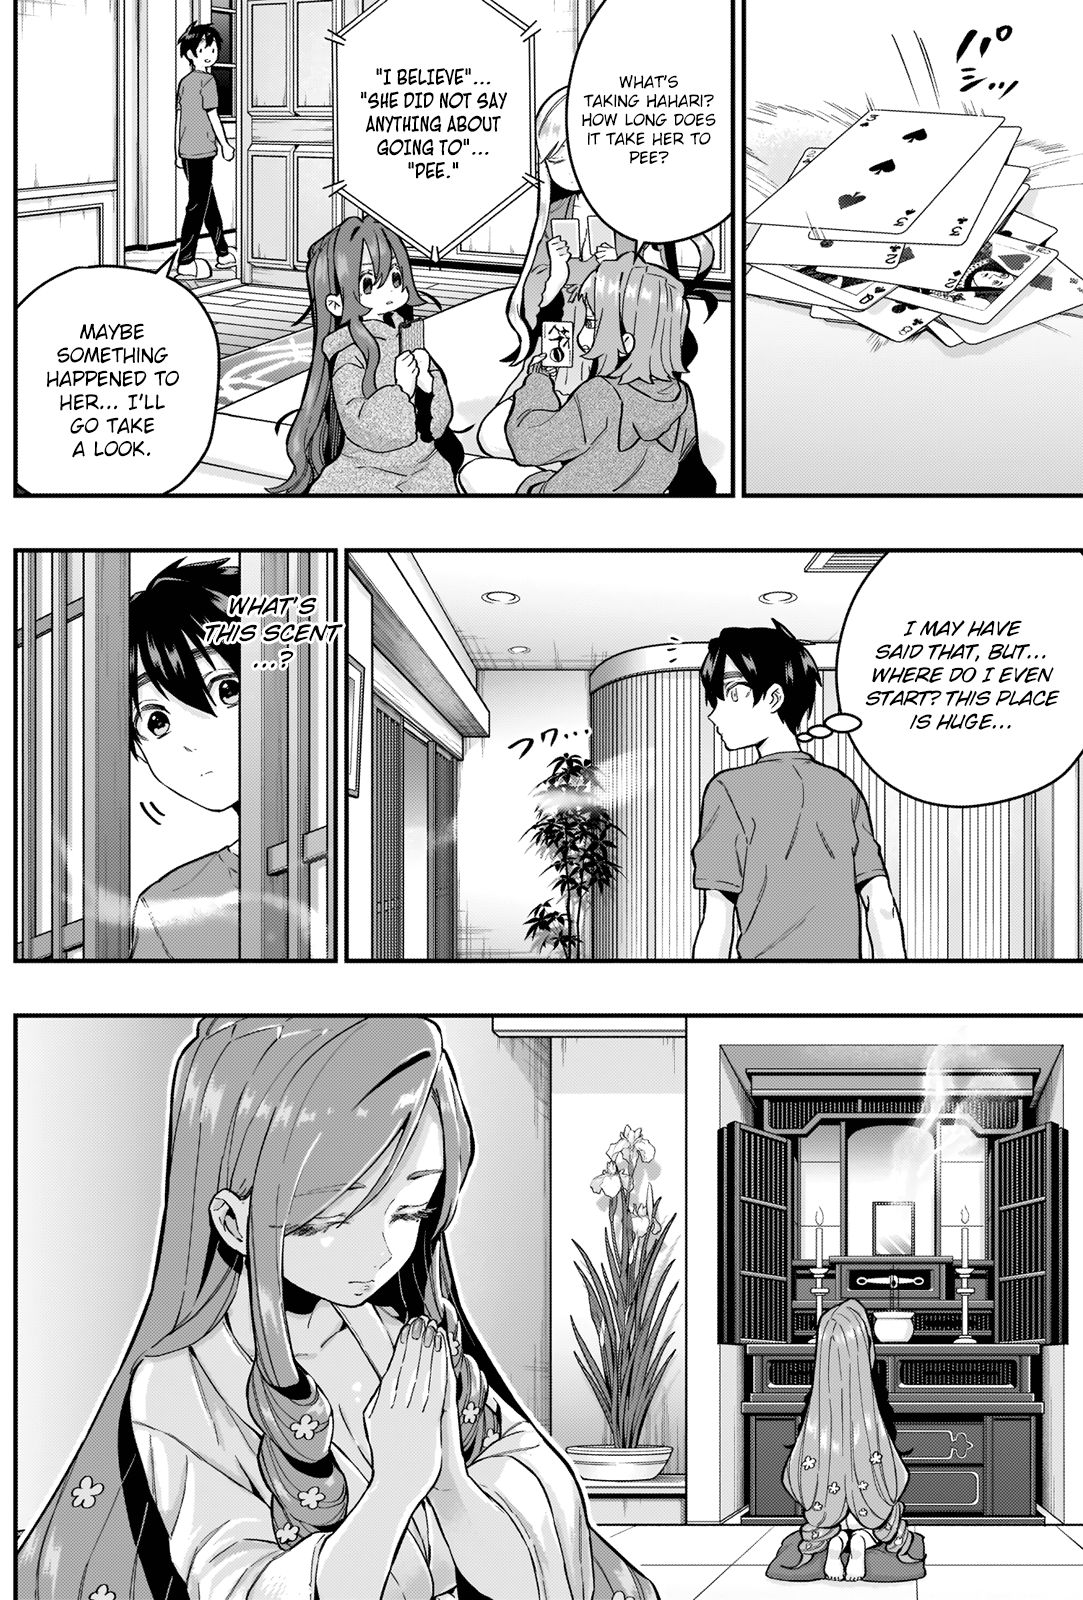 パシ…
WHAT'S
TAKING HAHARI?
HOW LONG DOES
IT TAKE HER TO
PEE?
"I BELIEVE"...
"SHE DID NOT SAY
ANYTHING ABOUT
GOING TO"...
"PEE."
MAYBE
SOMETHING
HAPPENED TO
HER... I'LL
GO TAKE
A LOOK.
I MAY HAVE
SAID THAT, BUT...
WHERE DO I EVEN
START? THIS PLACE
IS HUGE...
フワ...
WHAT'S
THIS SCENT
...?